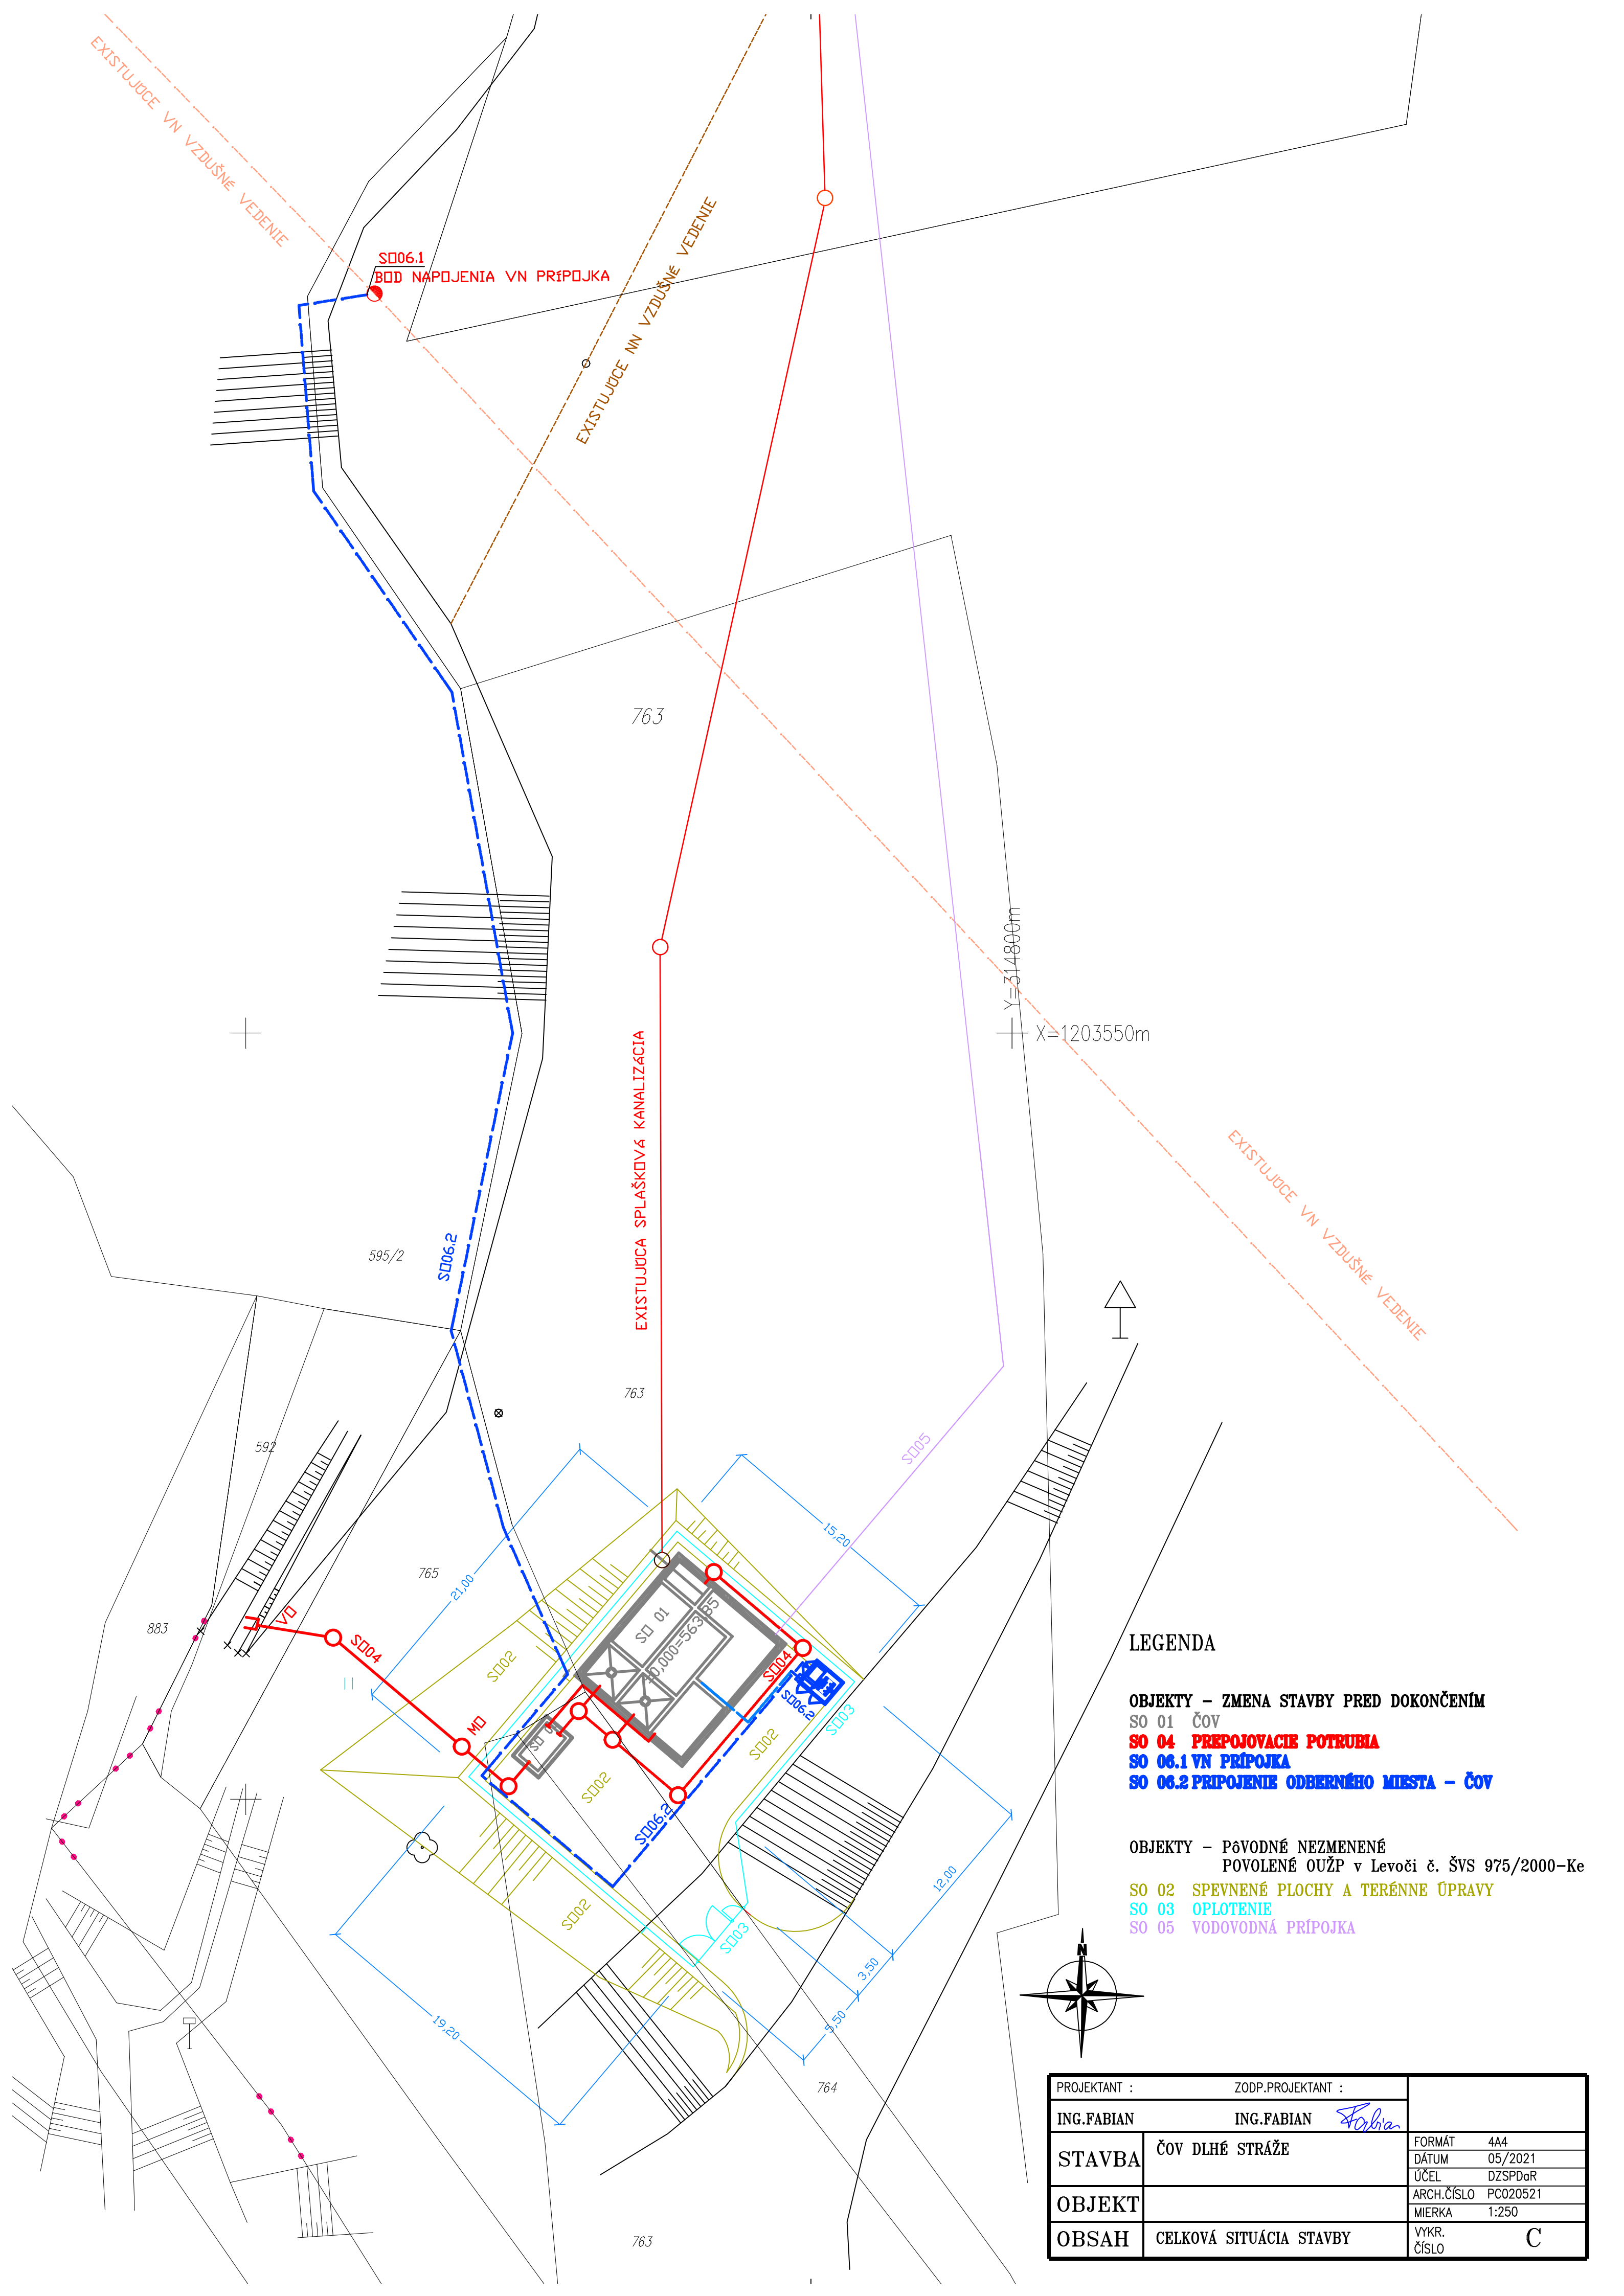 EXISTUJÚCE VN VZDUŠNÉ VEDENIE
SO06.1
BOD NAPOJENIA VN PRÍPOJKA
EXISTUJÚCE NN VZDUŠNÉ VEDENIE
763
Y=314800m
X=1203550m
EXISTUJÚCA SPLAŠKOVÁ KANALIZÁCIA
EXISTUJÚCE VN VZDUŠNÉ VEDENIE
595/2
SO06.2
763
592
SO05
15,20
21,00
765
883
VO
SO04
SO 01
±0,000=563,85
SO02
SO04
SO06.2
SO03
MO
SO02
SO02
SO06.2
SO02
SO03
12,00
3,50
5,50
19,20
764
763
LEGENDA
OBJEKTY - ZMENA STAVBY PRED DOKONČENÍM
SO 01 ČOV
SO 04 PREPOJOVACIE POTRUBIA
SO 06.1 VN PRÍPOJKA
SO 06.2 PRIPOJENIE ODBERNÉHO MIESTA - ČOV
OBJEKTY - PôVODNÉ NEZMENENÉ
POVOLENÉ OUŽP v Levoči č. ŠVS 975/2000-Ke
SO 02 SPEVNENÉ PLOCHY A TERÉNNE ÚPRAVY
SO 03 OPLOTENIE
SO 05 VODOVODNÁ PRÍPOJKA
N
PROJEKTANT : ZODP.PROJEKTANT :
ING.FABIAN ING.FABIAN Fabian
STAVBA ČOV DLHÉ STRÁŽE
FORMÁT 4A4
DÁTUM 05/2021
ÚČEL DZSPDaR
OBJEKT
ARCH.ČÍSLO PC020521
MIERKA 1:250
OBSAH CELKOVÁ SITUÁCIA STAVBY
VYKR. ČÍSLO C